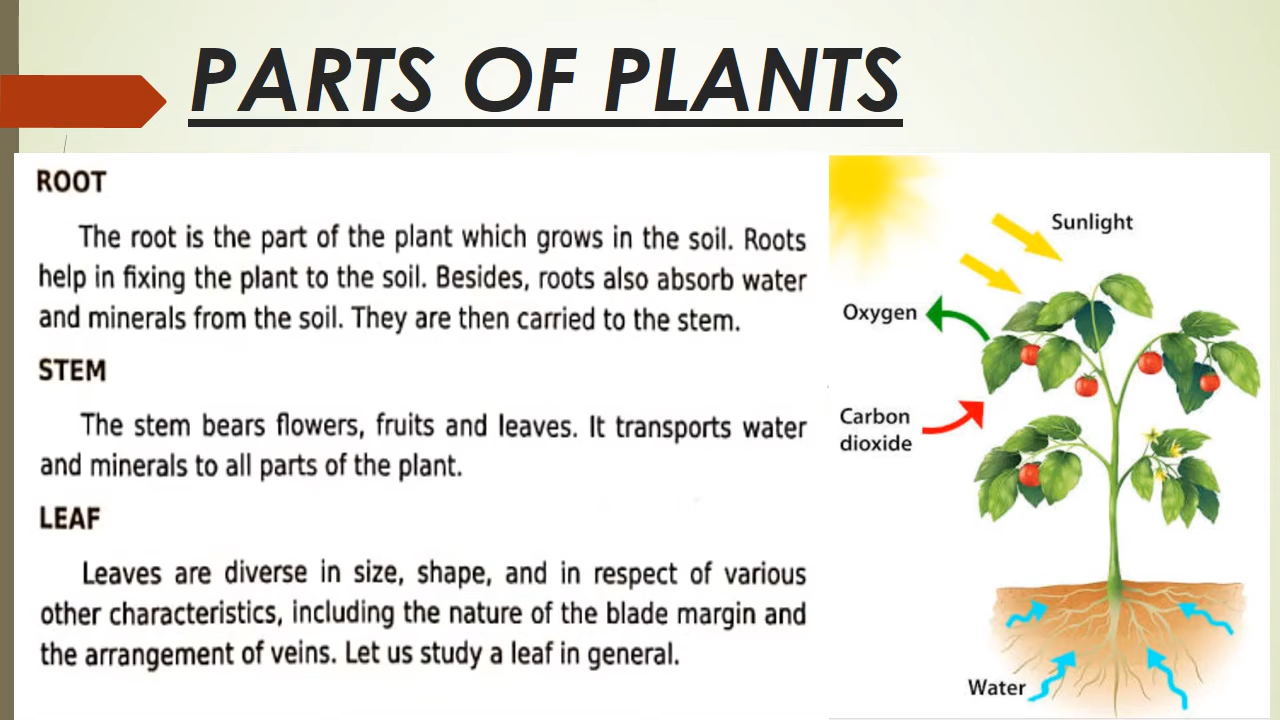 PARTS OF PLANTS
ROOT
The root is the part of the plant which grows in the soil. Roots
help in fixing the plant to the soil. Besides, roots also absorb water
and minerals from the soil. They are then carried to the stem.
STEM
The stem bears flowers, fruits and leaves. It transports water
and minerals to all parts of the plant.
LEAF
Leaves are diverse in size, shape, and in respect of various
other characteristics, including the nature of the blade margin and
the arrangement of veins. Let us study a leaf in general.
Sunlight
Oxygen
Carbon
dioxide
Water